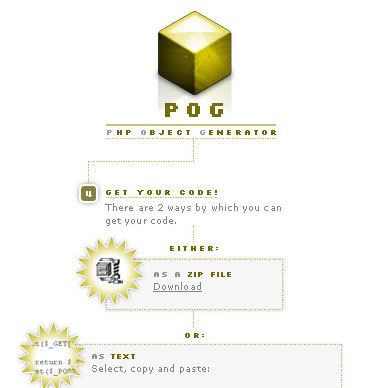 POG
PHP OBJECT GENERATOR
4
GET YOUR CODE!
There are 2 ways by which you can
get your code.
EITHER:
AS A ZIP FILE
Download
OR:
AS TEXT
Select, copy and paste:
t($_GET[
return $
et($_POS